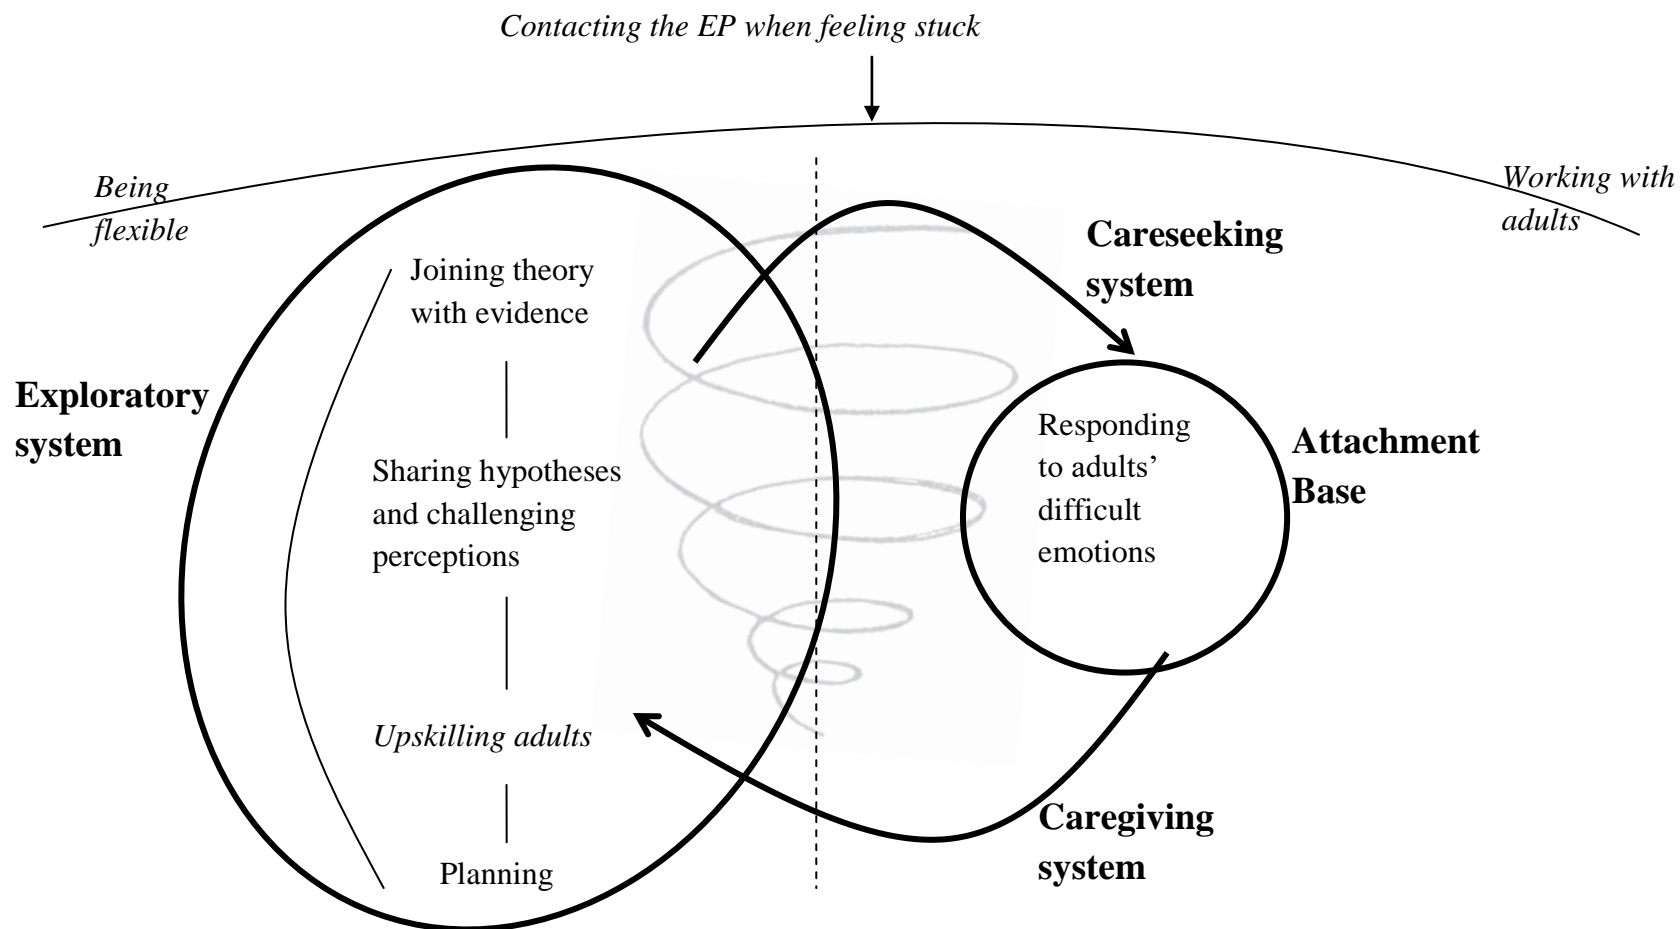 Contacting the EP when feeling stuck
Being
flexible
Working with
adults
Careseeking
system
Joining theory
with evidence
Exploratory
system
Sharing hypotheses
and challenging
perceptions
Responding
to adults’
difficult
emotions
Attachment
Base
Upskilling adults
Caregiving
system
Planning